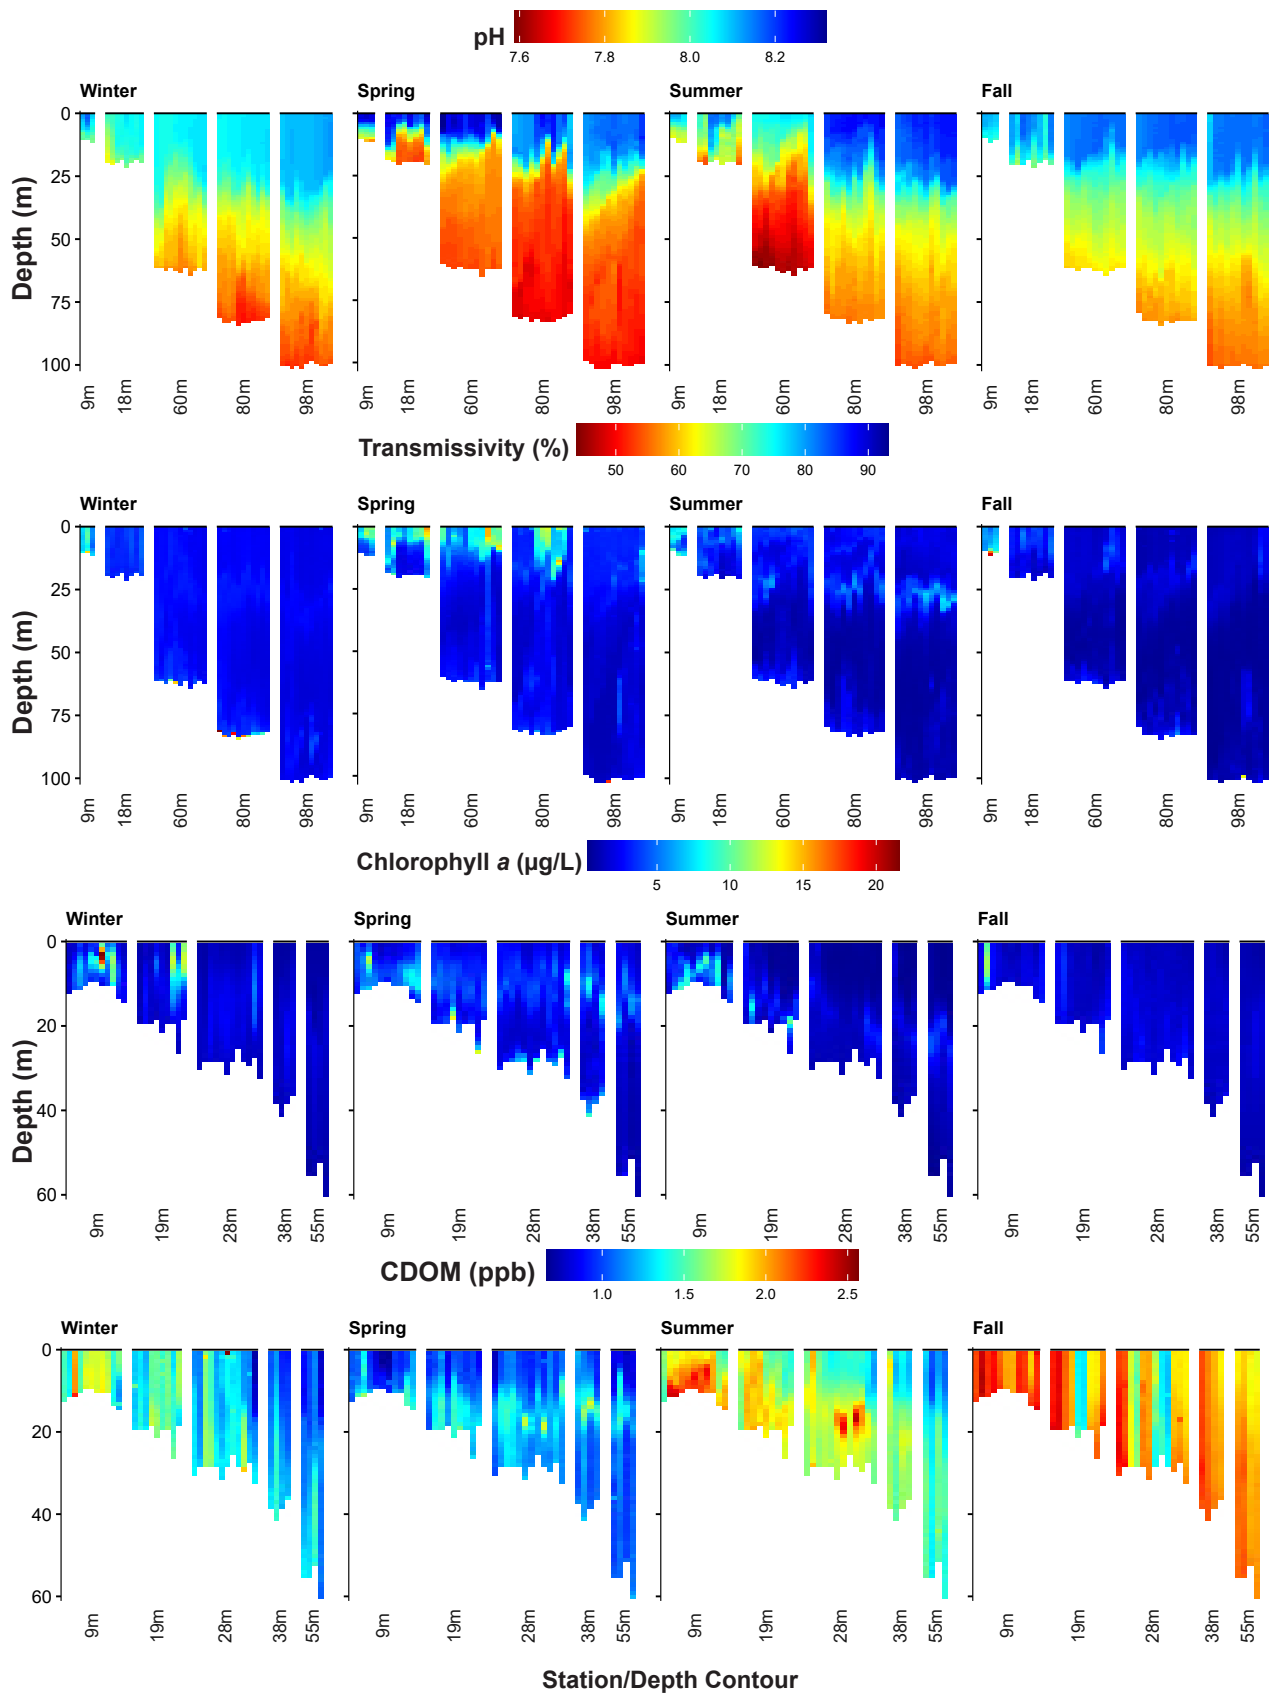 pH
7.6 7.8 8.0 8.2
Winter Spring Summer Fall
Depth (m)
0
25
50
75
100
9m 18m 60m 80m 98m 9m 18m 60m 80m 98m 9m 18m 60m 80m 98m 9m 18m 60m 80m 98m
Transmissivity (%)
50 60 70 80 90
Winter Spring Summer Fall
Depth (m)
0
25
50
75
100
9m 18m 60m 80m 98m 9m 18m 60m 80m 98m 9m 18m 60m 80m 98m 9m 18m 60m 80m 98m
Chlorophyll a (µg/L)
5 10 15 20
Winter Spring Summer Fall
Depth (m)
0
20
40
60
9m 19m 28m 38m 55m 9m 19m 28m 38m 55m 9m 19m 28m 38m 55m 9m 19m 28m 38m 55m
CDOM (ppb)
1.0 1.5 2.0 2.5
Winter Spring Summer Fall
0
20
40
60
9m 19m 28m 38m 55m 9m 19m 28m 38m 55m 9m 19m 28m 38m 55m 9m 19m 28m 38m 55m
Station/Depth Contour